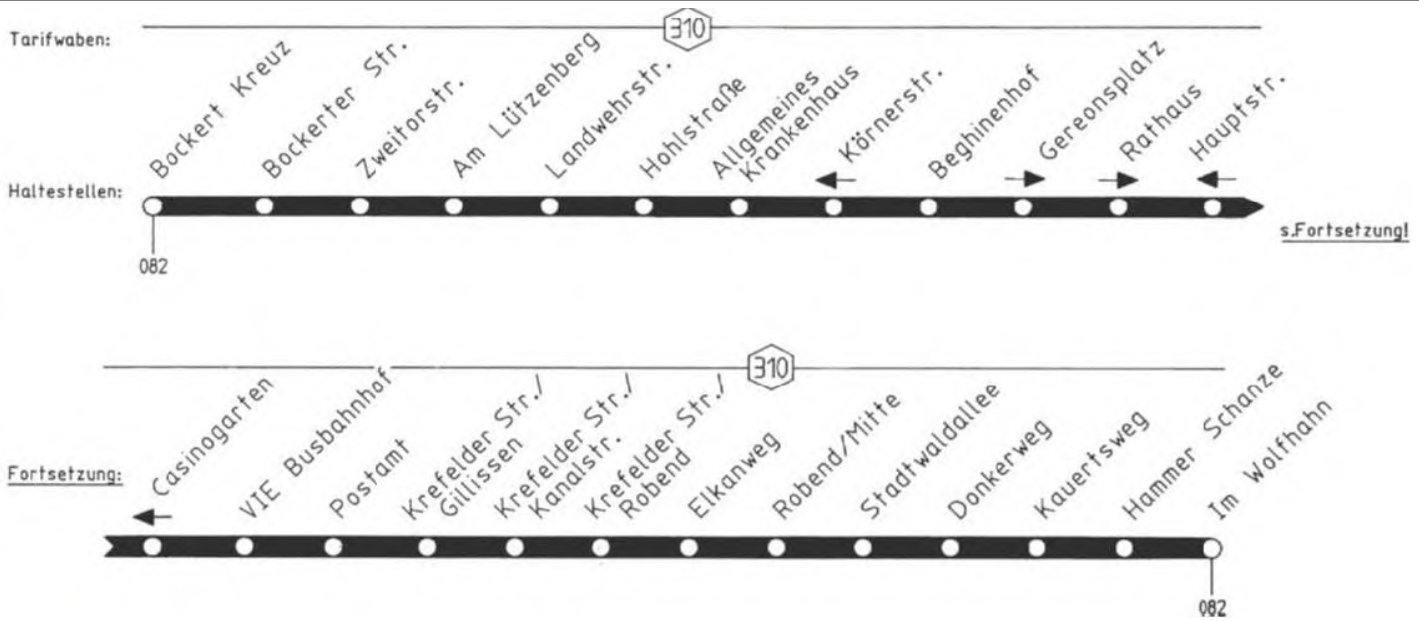 Tarifwaben:
310
Bockert Kreuz
Bockerter Str.
Zweitorstr.
Am Lützenberg
Landwehrstr.
Hohlstraße
Allgemeines
Krankenhaus
Körnerstr.
Beghinenhof
Gereonsplatz
Rathaus
Hauptstr.
Haltestellen:
s.Fortsetzung!
082
310
Fortsetzung:
Casinogarten
VIE Busbahnhof
Postamt
Krefelder Str./
Gillissen
Krefelder Str./
Kanalstr.
Krefelder Str./
Robend
Elkanweg
Robend/Mitte
Stadtwaldallee
Donkerweg
Kauertsweg
Hammer Schanze
Im Wolfhahn
082